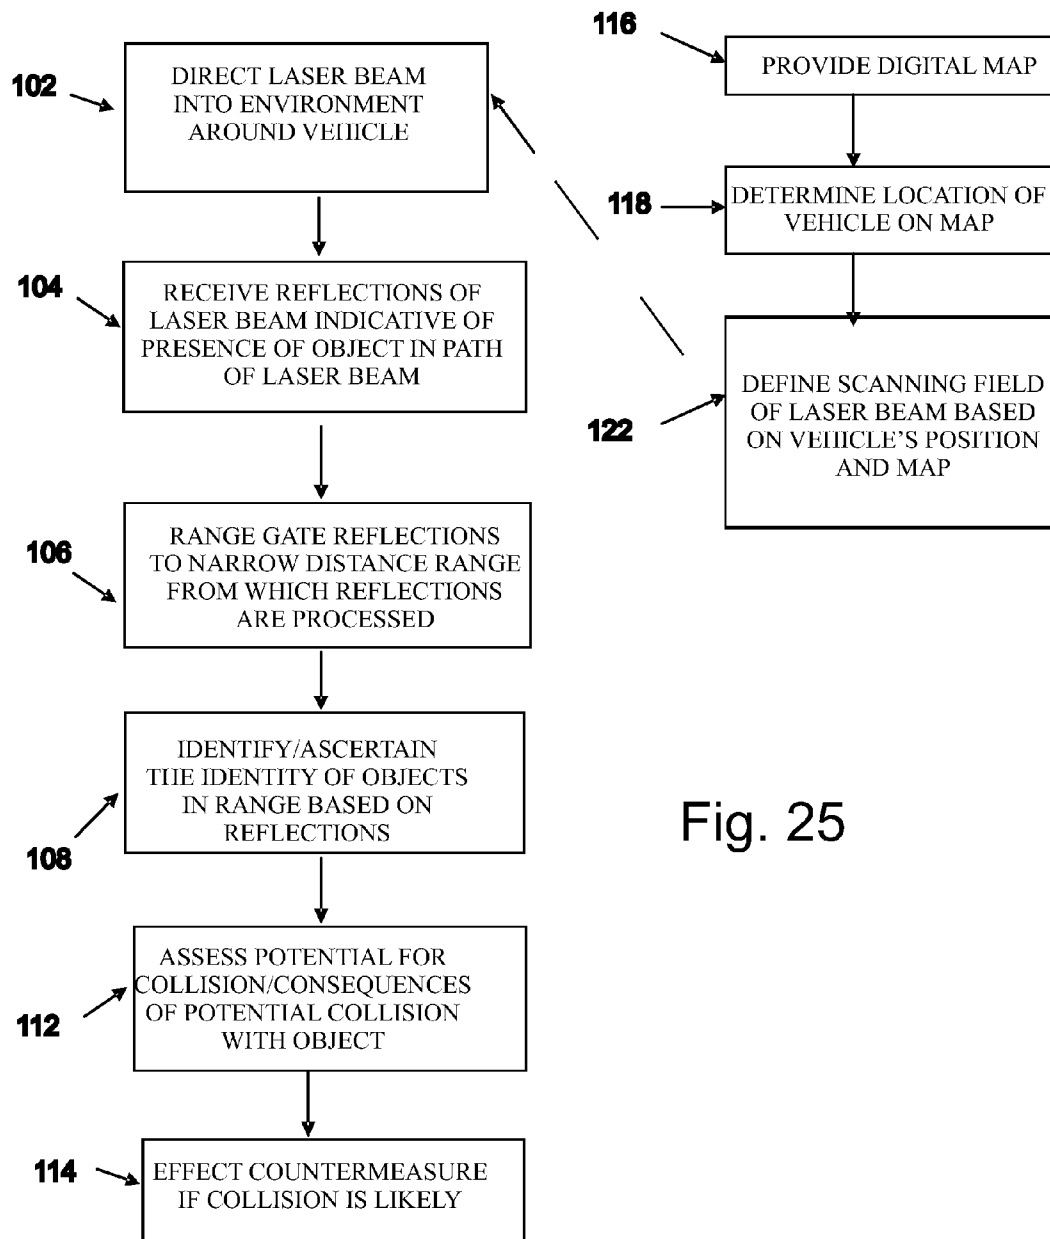 102
DIRECT LASER BEAM
INTO ENVIRONMENT
AROUND VEHICLE
104
RECEIVE REFLECTIONS OF
LASER BEAM INDICATIVE OF
PRESENCE OF OBJECT IN PATH
OF LASER BEAM
106
RANGE GATE REFLECTIONS
TO NARROW DISTANCE RANGE
FROM WHICH REFLECTIONS
ARE PROCESSED
108
IDENTIFY/ASCERTAIN
THE IDENTITY OF OBJECTS
IN RANGE BASED ON
REFLECTIONS
112
ASSESS POTENTIAL FOR
COLLISION/CONSEQUENCES
OF POTENTIAL COLLISION
WITH OBJECT
114
EFFECT COUNTERMEASURE
IF COLLISION IS LIKELY
116
PROVIDE DIGITAL MAP
118
DETERMINE LOCATION OF
VEHICLE ON MAP
122
DEFINE SCANNING FIELD
OF LASER BEAM BASED
ON VEHICLE'S POSITION
AND MAP
Fig. 25